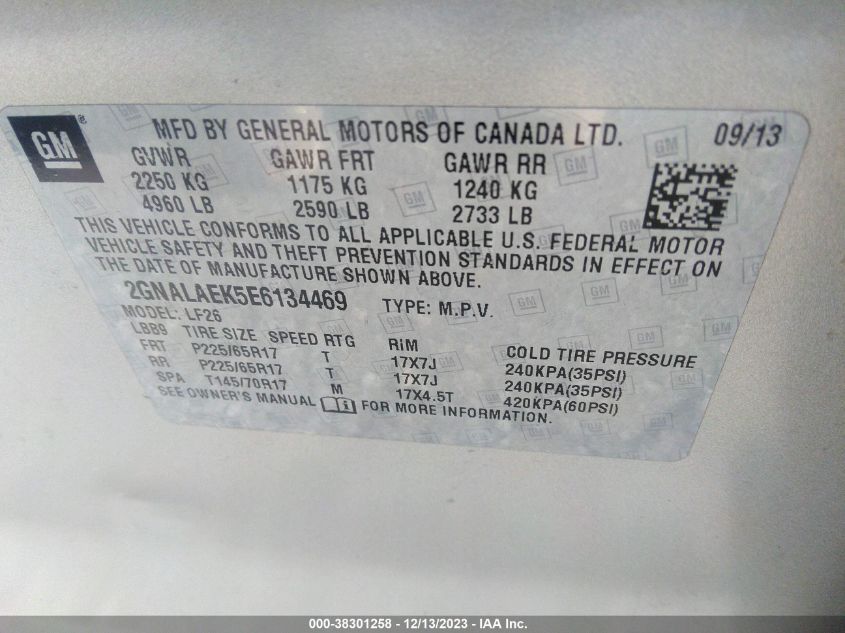 GM ®
MFD BY GENERAL MOTORS OF CANADA LTD. 09/13
GVWR GAWR FRT GAWR RR
2250 KG 1175 KG 1240 KG
4960 LB 2590 LB 2733 LB
THIS VEHICLE CONFORMS TO ALL APPLICABLE U.S. FEDERAL MOTOR
VEHICLE SAFETY AND THEFT PREVENTION STANDARDS IN EFFECT ON
THE DATE OF MANUFACTURE SHOWN ABOVE.
2GNALAEK5E6134469 TYPE: M.P.V.
MODEL: LF26
LBB9 TIRE SIZE SPEED RTG RIM COLD TIRE PRESSURE
FRT P225/65R17 T 17X7J 240KPA(35PSI)
RR P225/65R17 T 17X7J 240KPA(35PSI)
SPA T145/70R17 M 17X4.5T 420KPA(60PSI)
SEE OWNER'S MANUAL FOR MORE INFORMATION.
000-38301258 - 12/13/2023 - IAA Inc.